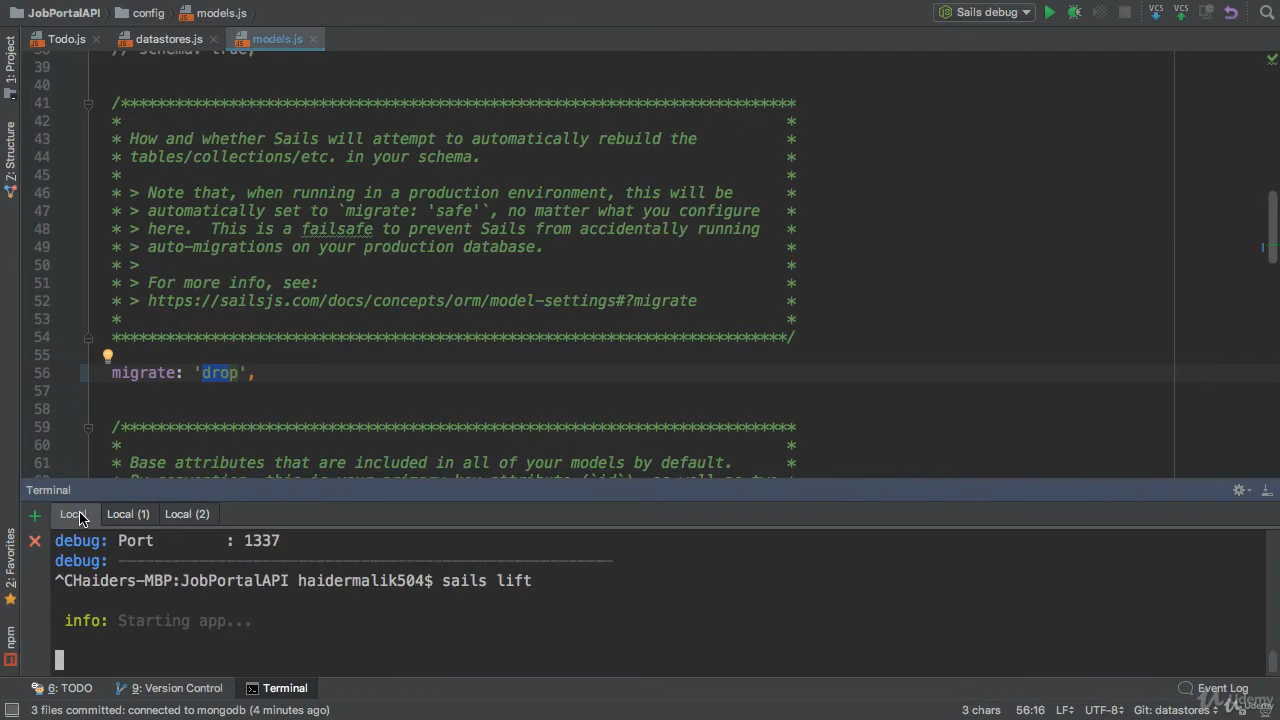 JobPortalAPI config models.js Sails debug VCS VCS
Todo.js datastores.js models.js
1: Project
Z: Structure
2: Favorites
npm
39
40
41 /**************************************************************************
42 * *
43 * How and whether Sails will attempt to automatically rebuild the *
44 * tables/collections/etc. in your schema. *
45 * *
46 * > Note that, when running in a production environment, this will be *
47 * automatically set to `migrate: 'safe'`, no matter what you configure *
48 * here. This is a failsafe to prevent Sails from accidentally running *
49 * auto-migrations on your production database. *
50 * > *
51 * > For more info, see: *
52 * > https://sailsjs.com/docs/concepts/orm/model-settings#?migrate *
53 * *
54 **************************************************************************/
55
56 migrate: 'drop',
57
58
59 /**************************************************************************
60 * *
61 * Base attributes that are included in all of your models by default. *
Terminal
Local Local (1) Local (2)
debug: Port : 1337
debug: -------------------------------------------------------
^CHaiders-MBP:JobPortalAPI haidermalik504$ sails lift
info: Starting app...
6: TODO 9: Version Control Terminal Event Log
3 files committed: connected to mongodb (4 minutes ago) 3 chars 56:16 LF UTF-8 Git: datastores
Udemy